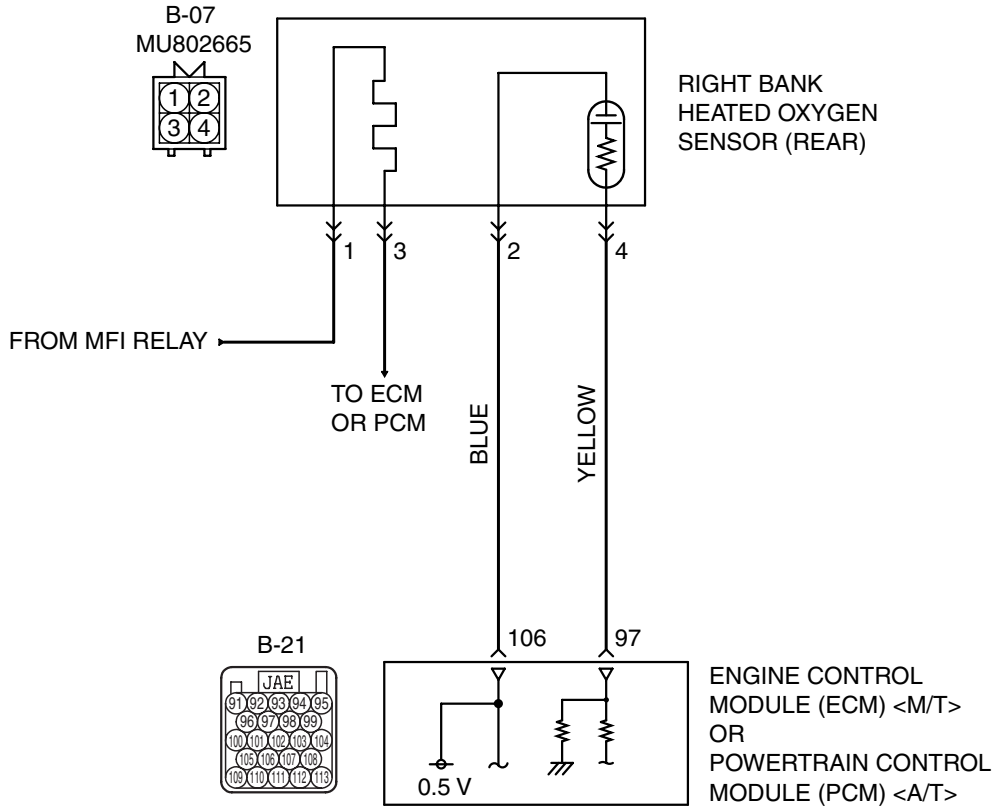 B-07
MU802665
1 2
3 4
RIGHT BANK
HEATED OXYGEN
SENSOR (REAR)
1
3
2
4
FROM MFI RELAY
TO ECM
OR PCM
BLUE
YELLOW
106
97
B-21
JAE
91 92 93 94 95
96 97 98 99
100 101 102 103 104
105 106 107 108
109 110 111 112 113
0.5 V
ENGINE CONTROL
MODULE (ECM) <M/T>
OR
POWERTRAIN CONTROL
MODULE (PCM) <A/T>